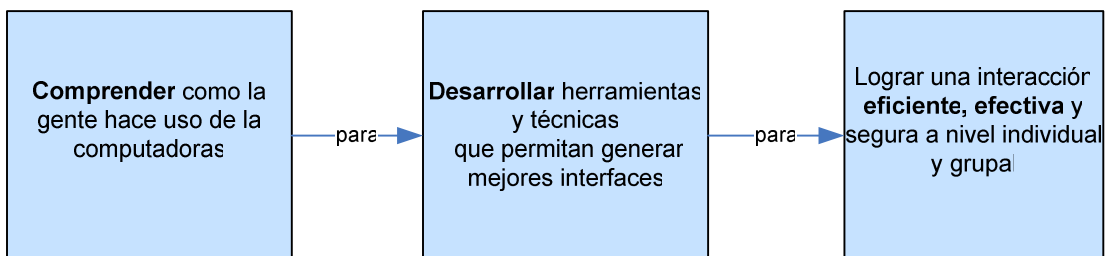 Comprender como la
gente hace uso de la
computadoras
para
Desarrollar herramientas
y técnicas
que permitan generar
mejores interfaces
para
Lograr una interacción
eficiente, efectiva y
segura a nivel individual
y grupal